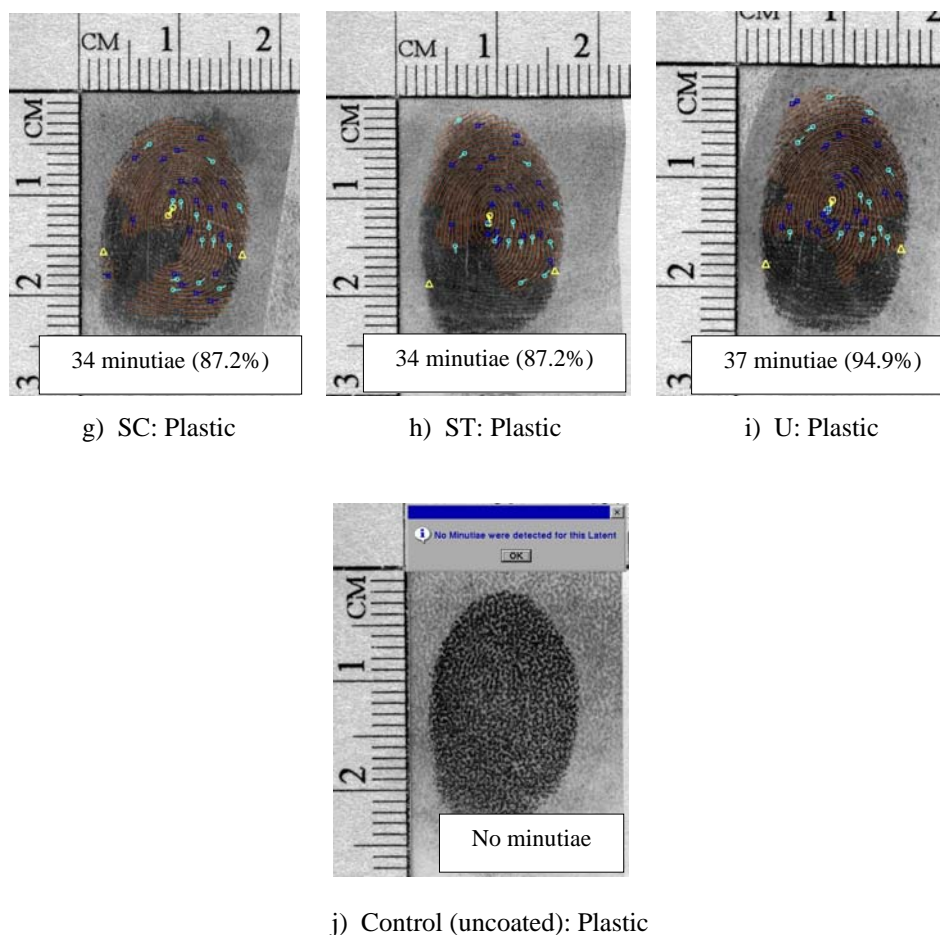 CM 1 2
CM
1
2
3
34 minutiae (87.2%)
g) SC: Plastic
CM 1 2
CM
1
2
3
34 minutiae (87.2%)
h) ST: Plastic
1 2
CM
1
2
3
37 minutiae (94.9%)
i) U: Plastic
No Minutiae were detected for this Latent
OK
CM
1
2
No minutiae
j) Control (uncoated): Plastic